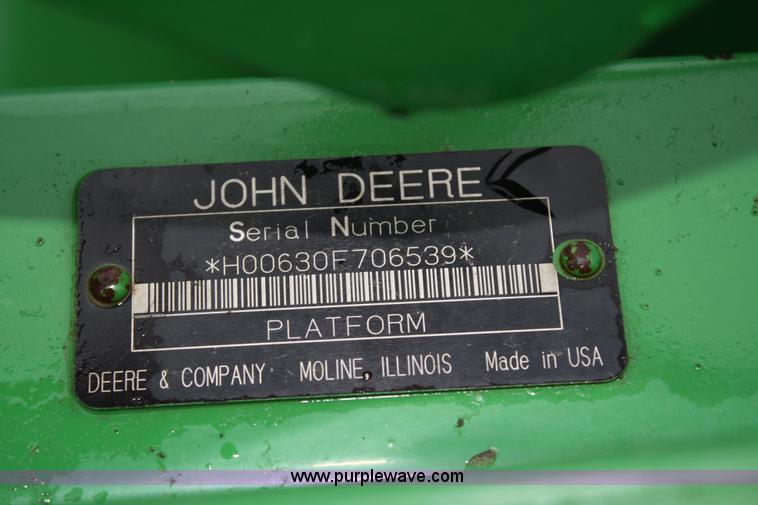 JOHN DEERE
Serial Number
*H00630F706539*
PLATFORM
DEERE & COMPANY MOLINE, ILLINOIS Made in USA
www.purplewave.com